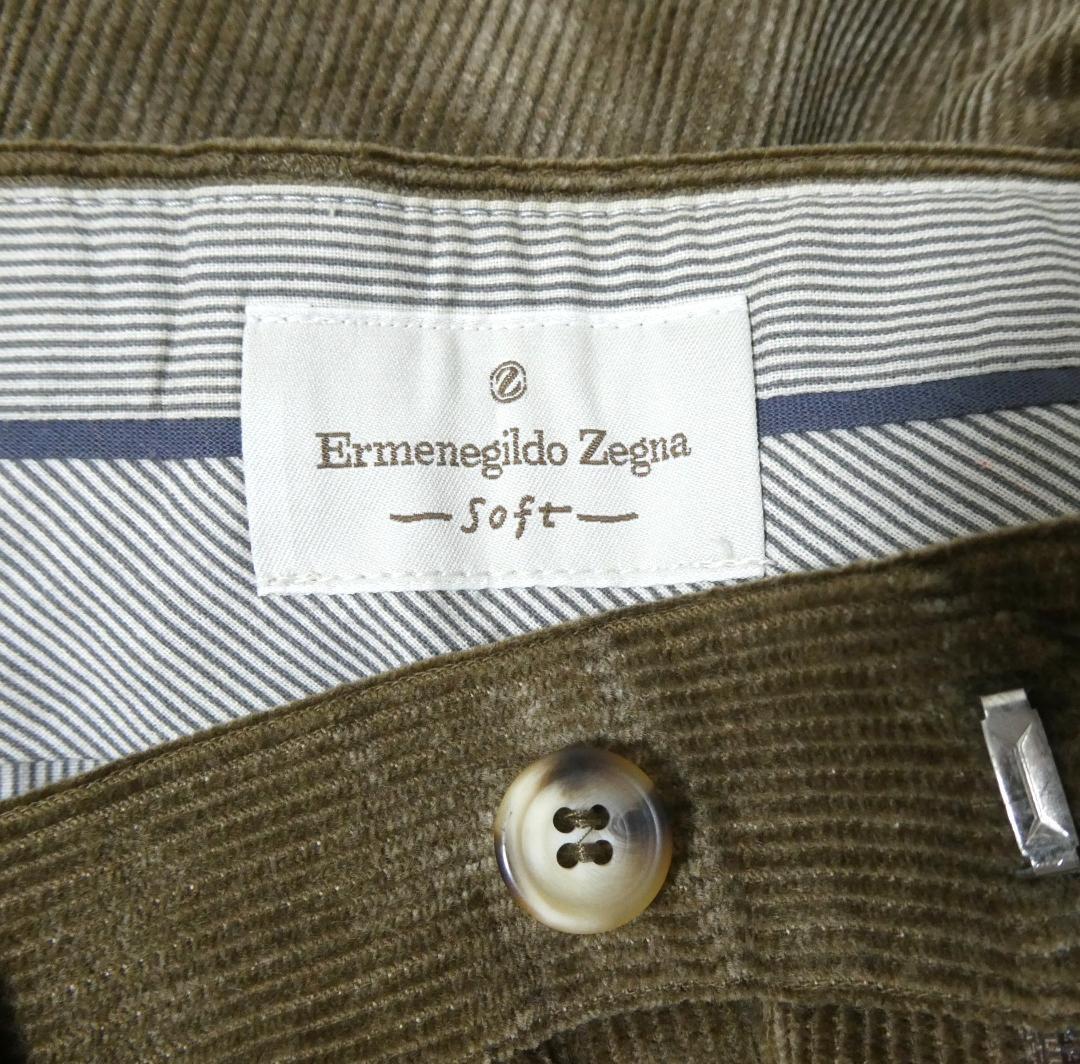 Z
Ermenegildo Zegna
— Soft —